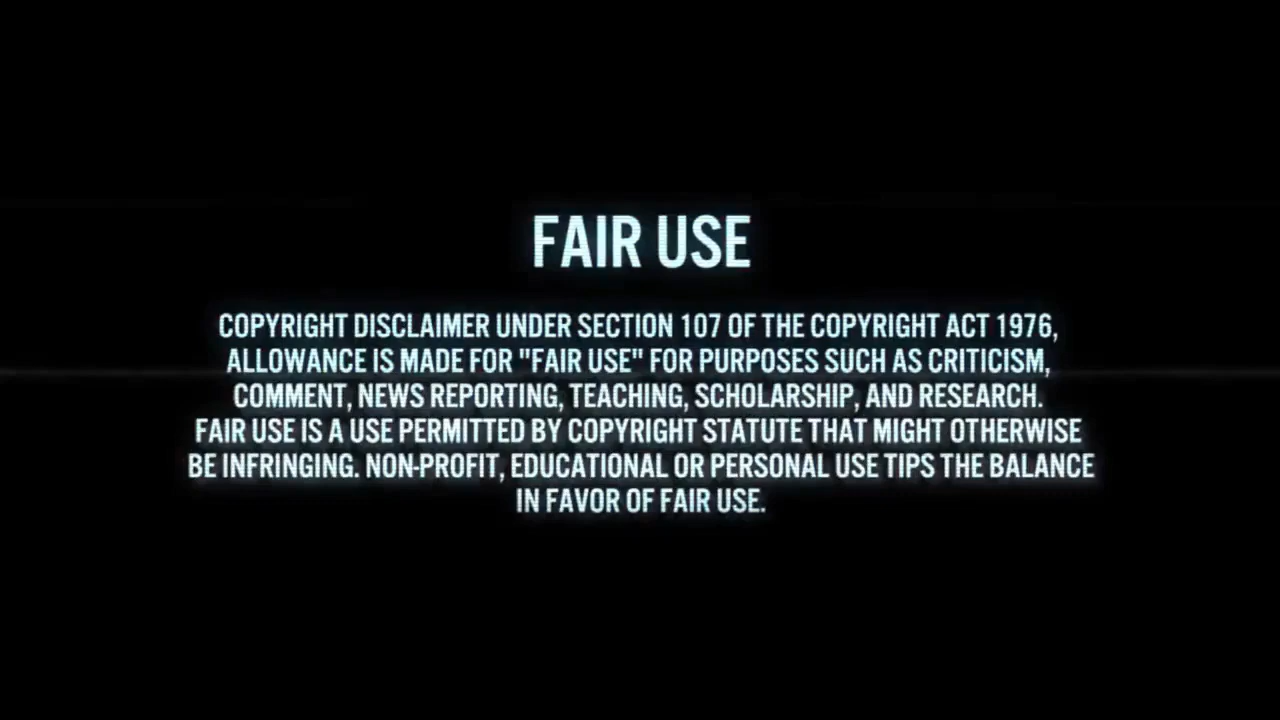 FAIR USE
COPYRIGHT DISCLAIMER UNDER SECTION 107 OF THE COPYRIGHT ACT 1976,
ALLOWANCE IS MADE FOR "FAIR USE" FOR PURPOSES SUCH AS CRITICISM,
COMMENT, NEWS REPORTING, TEACHING, SCHOLARSHIP, AND RESEARCH.
FAIR USE IS A USE PERMITTED BY COPYRIGHT STATUTE THAT MIGHT OTHERWISE
BE INFRINGING. NON-PROFIT, EDUCATIONAL OR PERSONAL USE TIPS THE BALANCE
IN FAVOR OF FAIR USE.